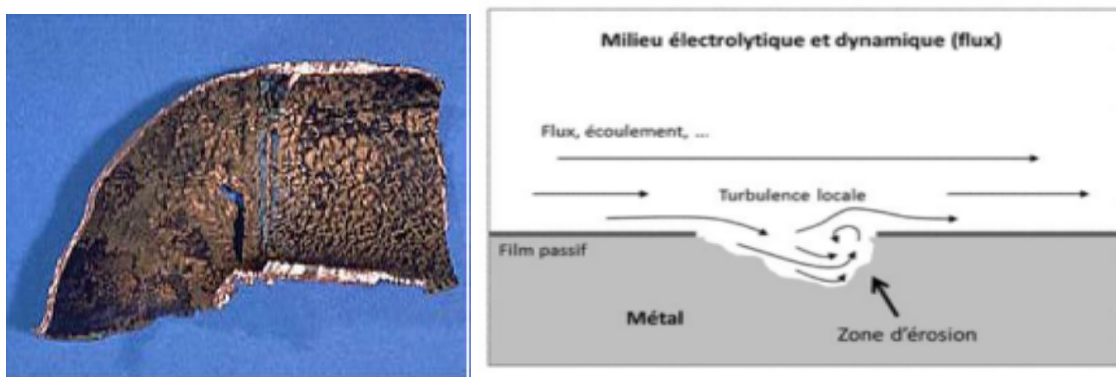 Milieu électrolytique et dynamique (flux)
Flux, écoulement, ...
Turbulence locale
Film passif
Métal
Zone d'érosion